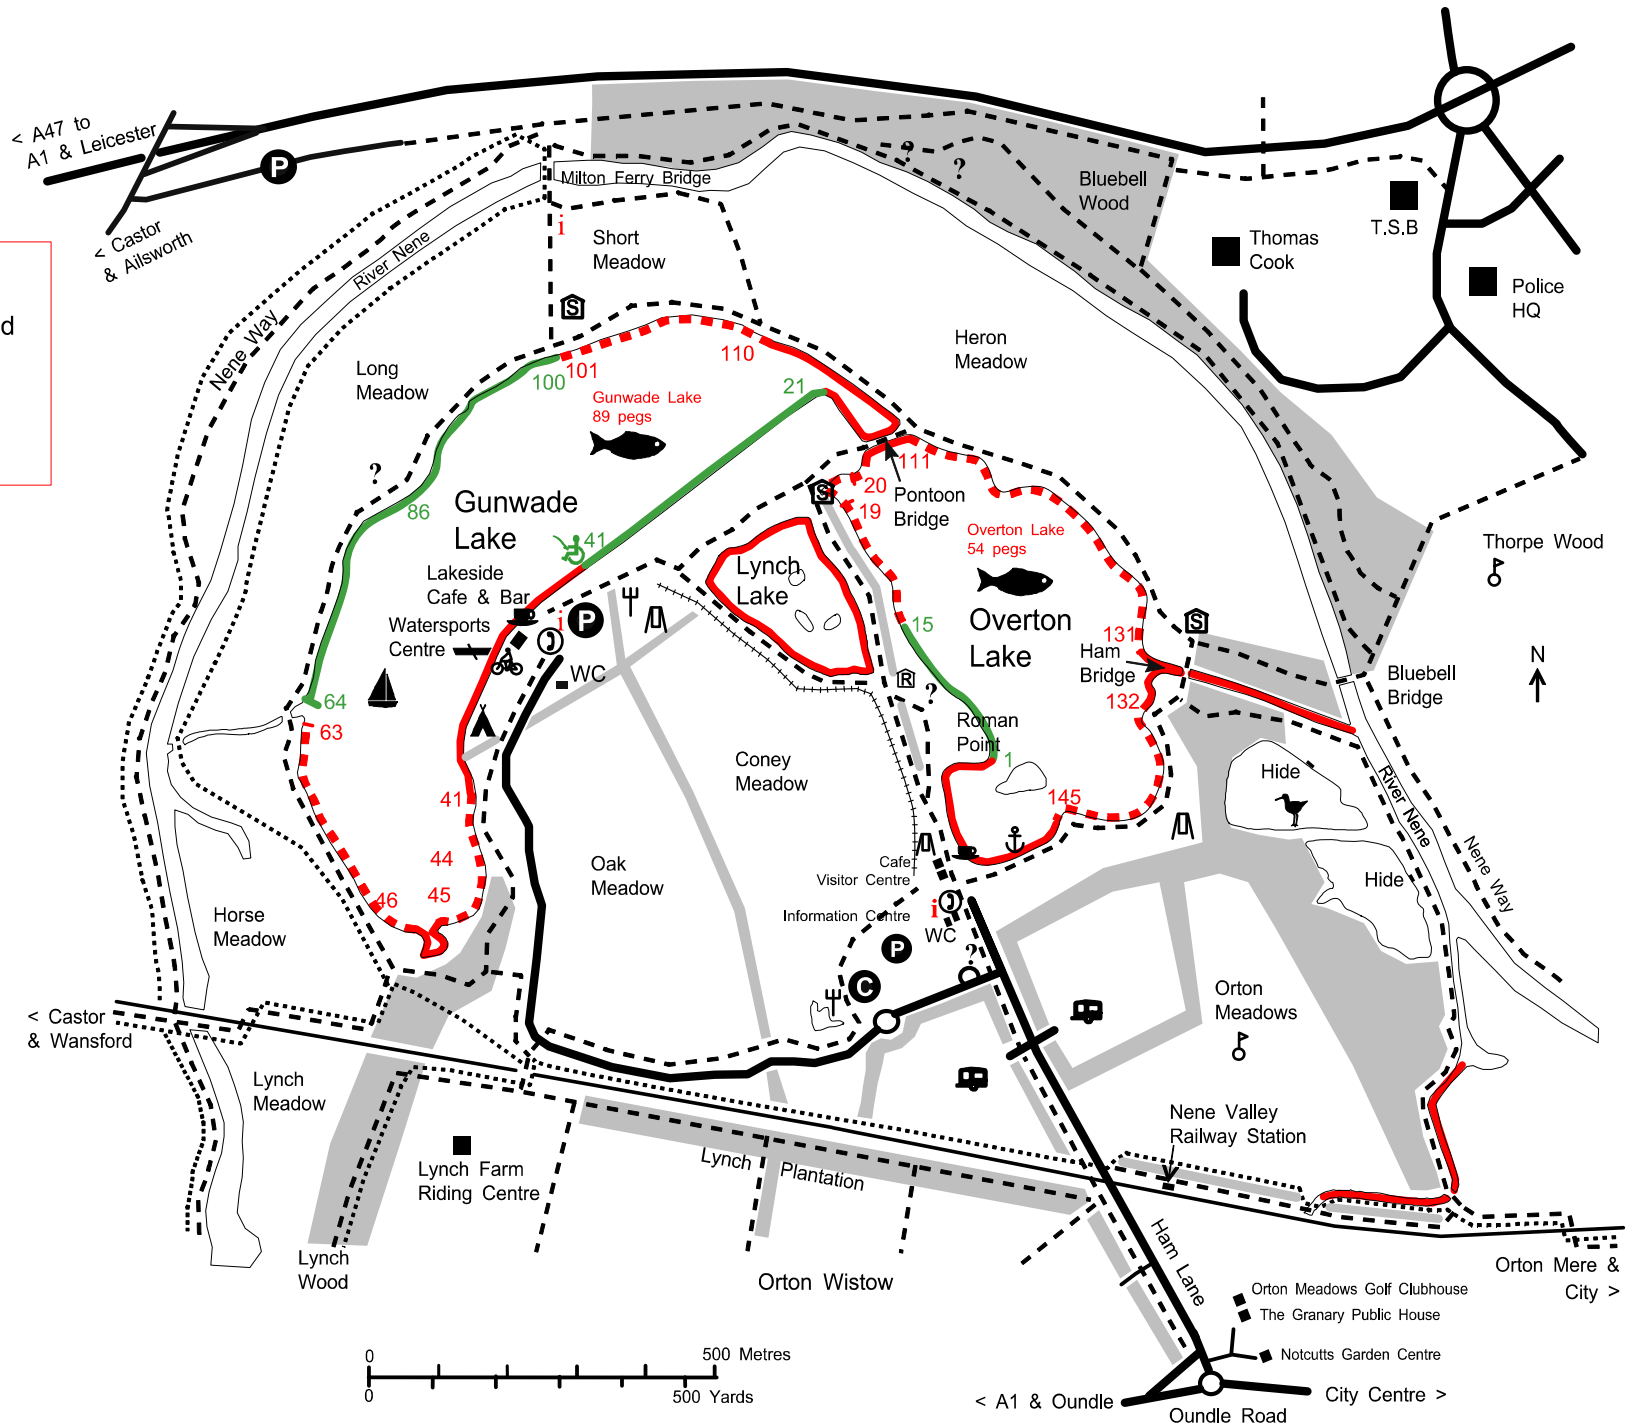 < A47 to
A1 & Leicester
P
< Castor
& Ailsworth
d
River Nene
Nene Way
Milton Ferry Bridge
i
Short
Meadow
S
Long
Meadow
?
?
?
Bluebell
Wood
Thomas
Cook
T.S.B
Police
HQ
Heron
Meadow
100
101
110
21
Gunwade Lake
89 pegs
86
Gunwade
Lake
41
Lakeside
Cafe & Bar
Watersports
Centre
i
P
WC
64
63
41
44
45
46
111
20
19
S
Pontoon
Bridge
Overton Lake
54 pegs
Lynch
Lake
15
Overton
Lake
131
Ham
Bridge
132
S
R
?
Roman
Point
1
145
Thorpe Wood
N
Bluebell
Bridge
Hide
Hide
River Nene
Nene Way
Coney
Meadow
Oak
Meadow
Horse
Meadow
Cafe
Visitor Centre
Information Centre
i
WC
P
C
?
Orton
Meadows
< Castor
& Wansford
Lynch
Meadow
Lynch Farm
Riding Centre
Lynch Plantation
Nene Valley
Railway Station
Lynch
Wood
Orton Wistow
Ham Lane
Orton Mere &
City >
Orton Meadows Golf Clubhouse
The Granary Public House
Notcutts Garden Centre
0 500 Metres
0 500 Yards
< A1 & Oundle
City Centre >
Oundle Road